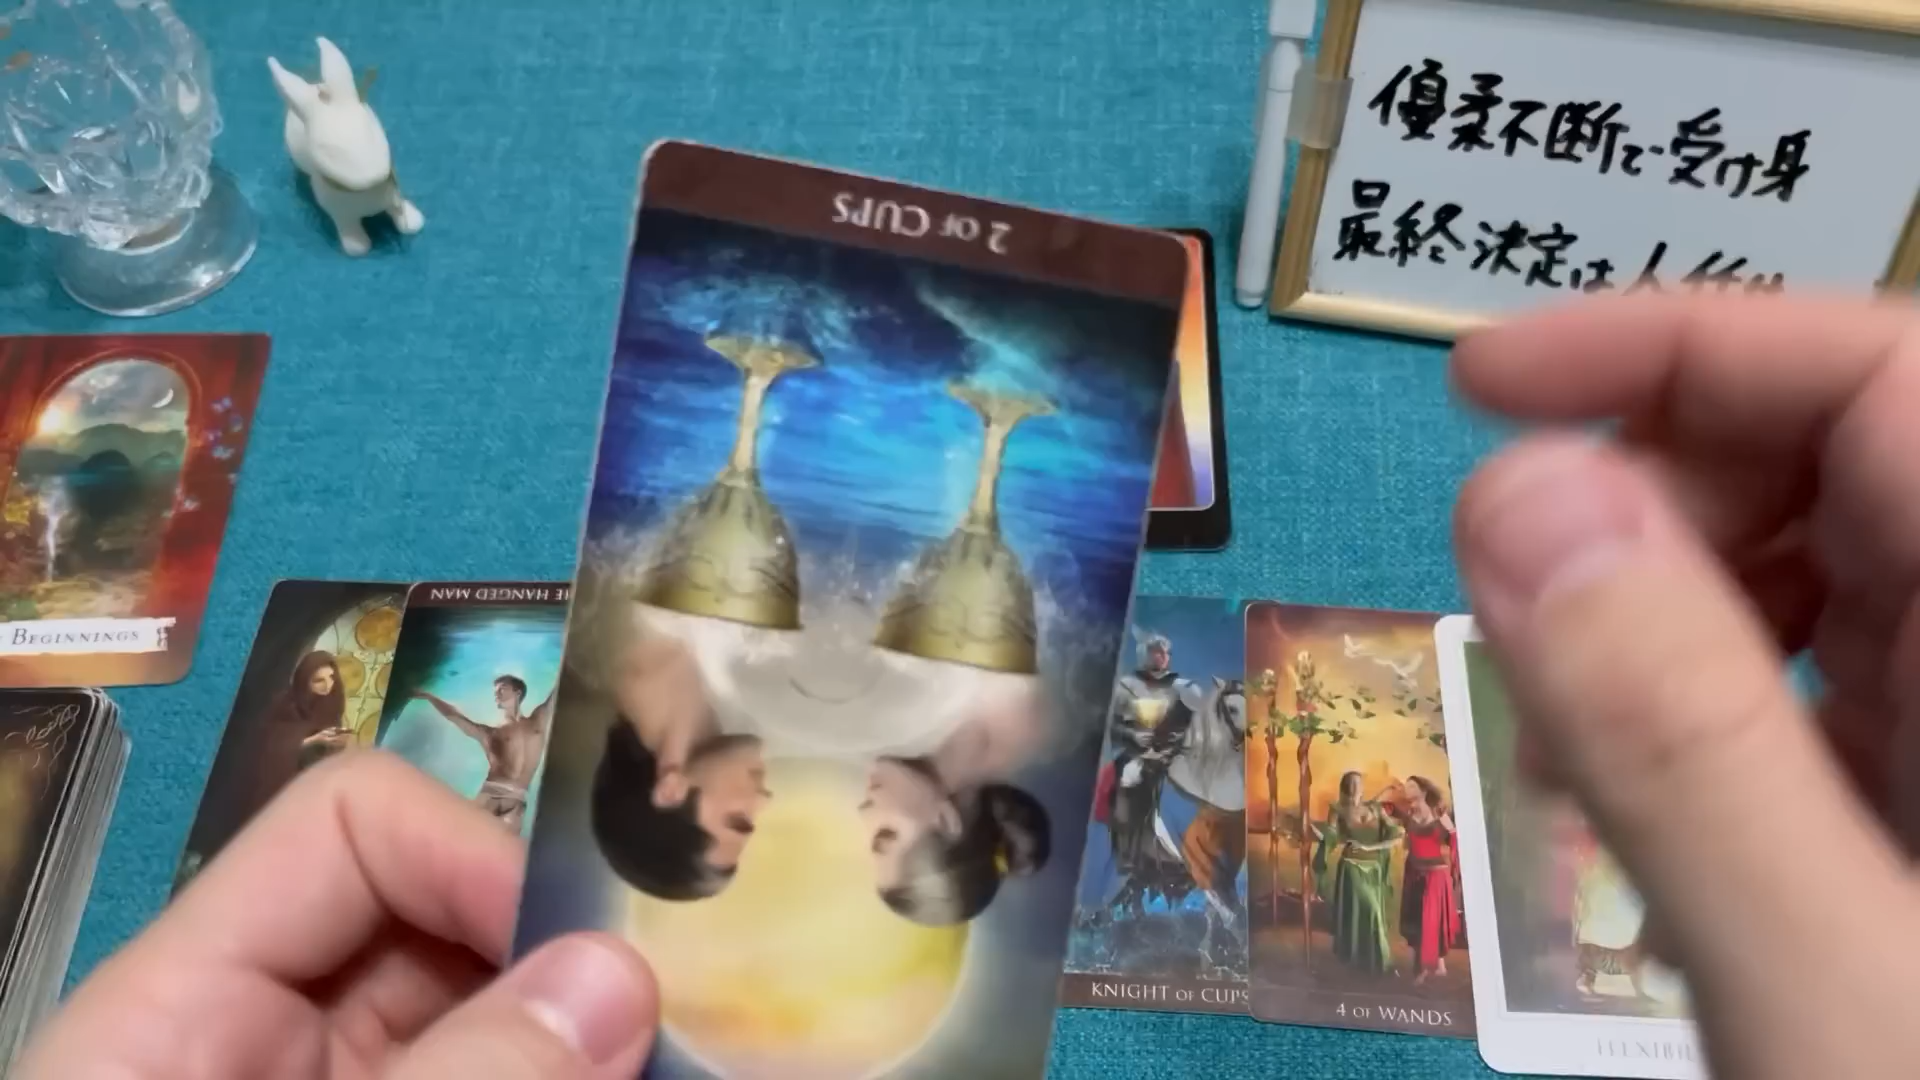 優柔不断で受け身
最終決定は人任せ
2 OF CUPS
BEGINNINGS
HE HANGED MAN
KNIGHT OF CUPS
4 OF WANDS